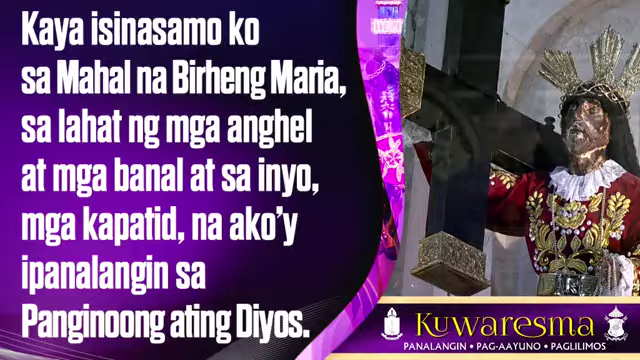 Kaya isinasamo ko
sa Mahal na Birheng Maria,
sa lahat ng mga anghel
at mga banal at sa inyo,
mga kapatid, na ako’y
ipanalangin sa
Panginoong ating Diyos.
Kuwaresma
PANALANGIN • PAG-AAYUNO • PAGLILIMOS